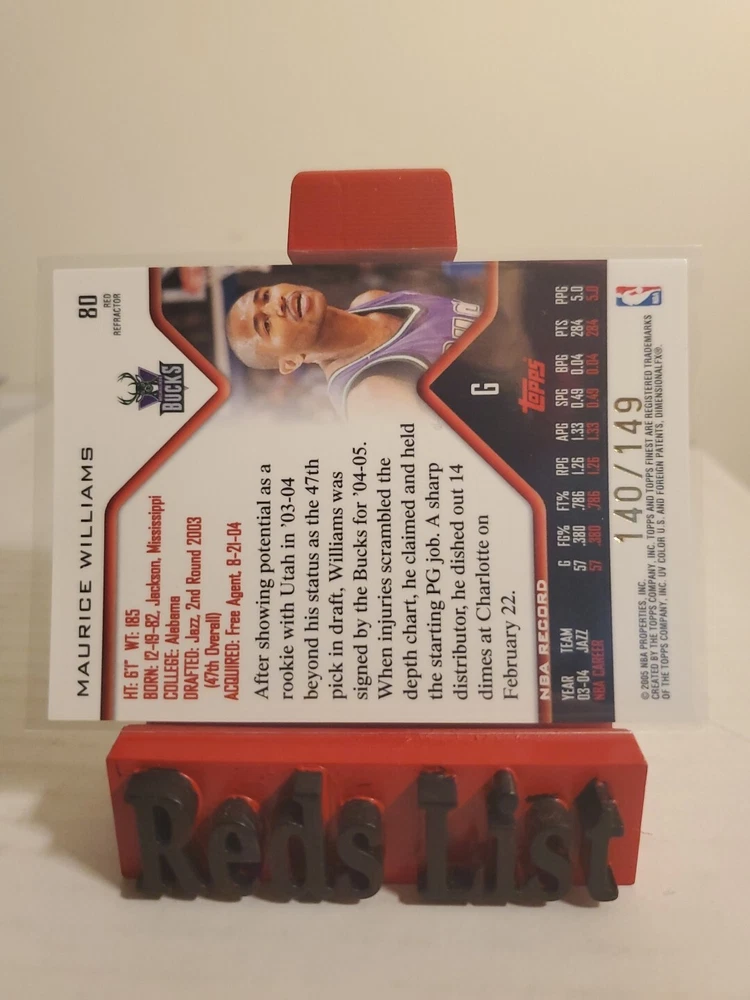 MAURICE WILLIAMS
80
RED
REFRACTOR
BUCKS
HT: 6'1" WT: 185
BORN: 12-19-82, Jackson, Mississippi
COLLEGE: Alabama
DRAFTED: Jazz, 2nd Round 2003
(47th Overall)
ACQUIRED: Free Agent, 8-21-04
After showing potential as a
rookie with Utah in '03-04
beyond his status as the 47th
pick in draft, Williams was
signed by the Bucks for '04-05.
When injuries scrambled the
depth chart, he claimed and held
the starting PG job. A sharp
distributor, he dished out 14
dimes at Charlotte on
February 22.
G
Topps
NBA RECORD
YEAR TEAM G FG% FT% RPG APG SPG BPG PTS PPG
03-04 JAZZ 57 .380 .786 1.26 1.33 0.49 0.04 284 5.0
NBA CAREER 57 .380 .786 1.26 1.33 0.49 0.04 284 5.0
140/149
© 2005 NBA PROPERTIES, INC.
CREATED BY THE TOPPS COMPANY, INC. TOPPS AND TOPPS FINEST ARE REGISTERED TRADEMARKS
OF THE TOPPS COMPANY, INC. UV COLOR U.S. AND FOREIGN PATENTS, DIMENSIONALFX®.
Reds List